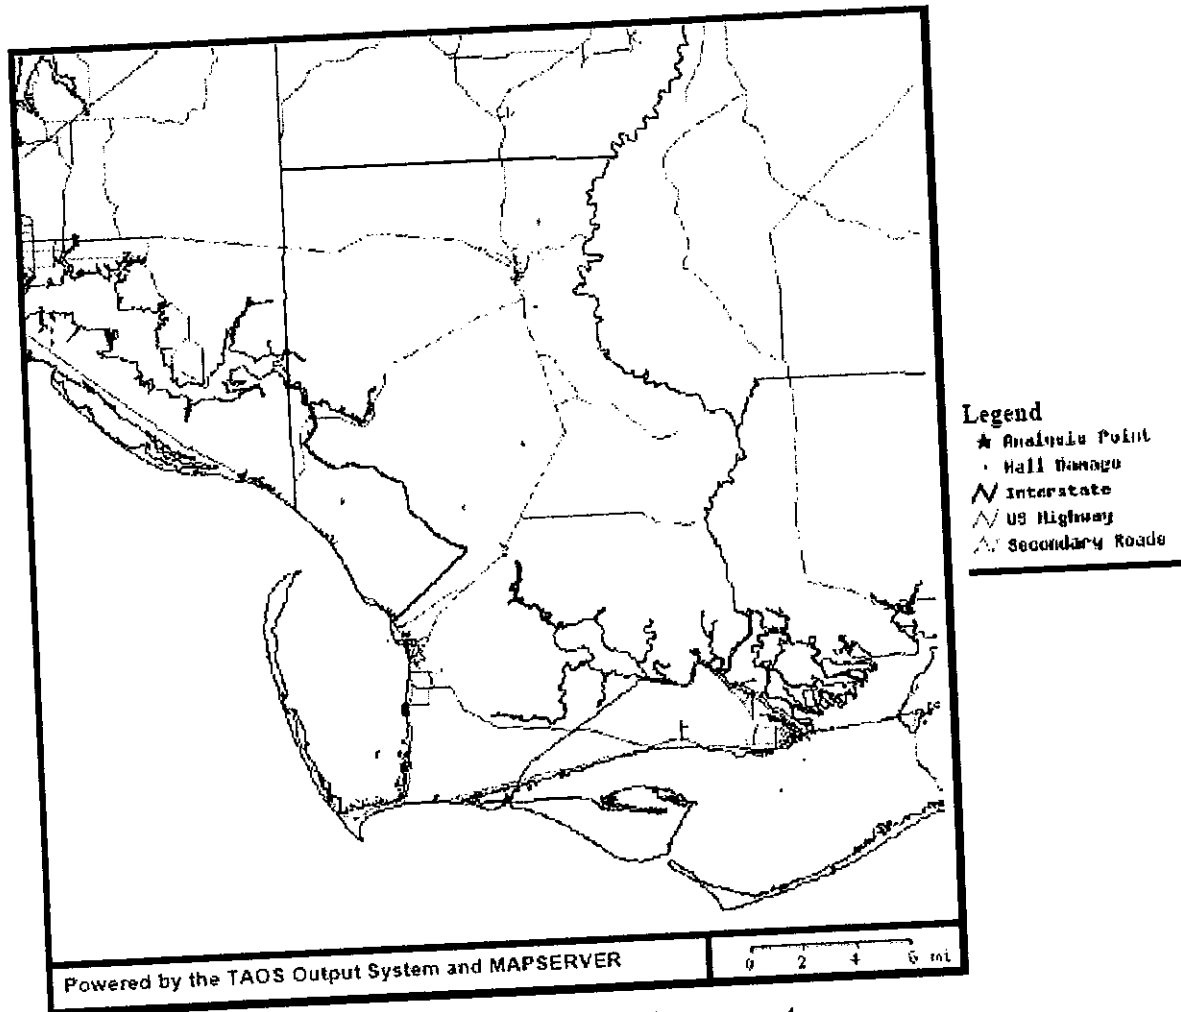 Legend
Analysis Point
Hail Damage
Interstate
US Highway
Secondary Roads
Powered by the TAOS Output System and MAPSERVER
0 2 4 6 mi